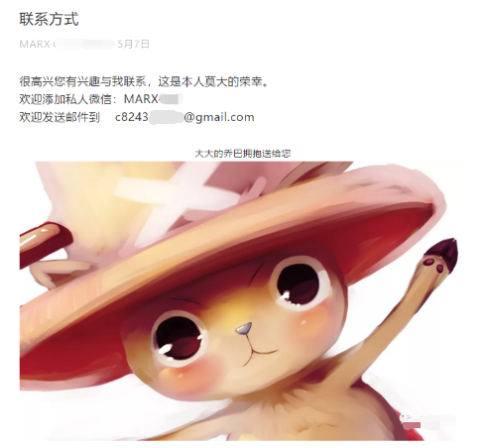 联系方式
MARX- 5月7日
很高兴您有兴趣与我联系，这是本人莫大的荣幸。
欢迎添加私人微信：MARX-
欢迎发送邮件到 c8243 @gmail.com
大大的乔巴拥抱送给您